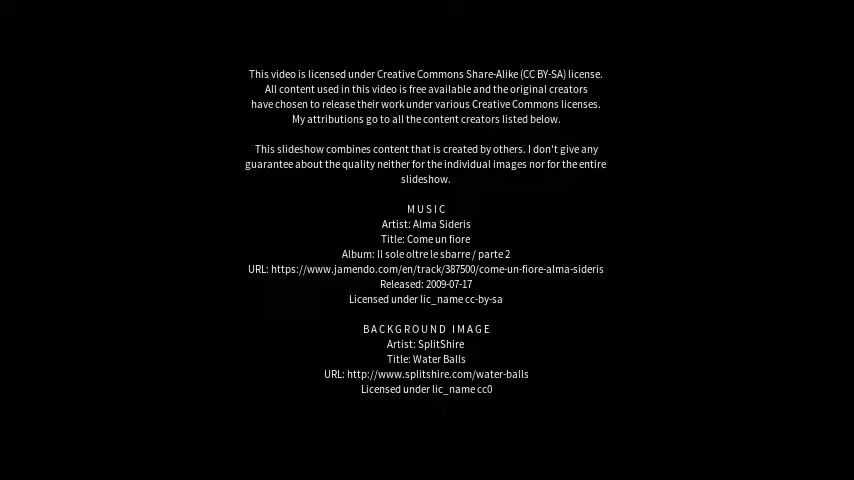 This video is licensed under Creative Commons Share-Alike (CC BY-SA) license.
All content used in this video is free available and the original creators
have chosen to release their work under various Creative Commons licenses.
My attributions go to all the content creators listed below.
This slideshow combines content that is created by others. I don't give any
guarantee about the quality neither for the individual images nor for the entire
slideshow.
MUSIC
Artist: Alma Sideris
Title: Come un fiore
Album: Il sole oltre le sbarre / parte 2
URL: https://www.jamendo.com/en/track/387500/come-un-fiore-alma-sideris
Released: 2009-07-17
Licensed under lic_name cc-by-sa
BACKGROUND IMAGE
Artist: SplitShire
Title: Water Balls
URL: http://www.splitshire.com/water-balls
Licensed under lic_name cc0